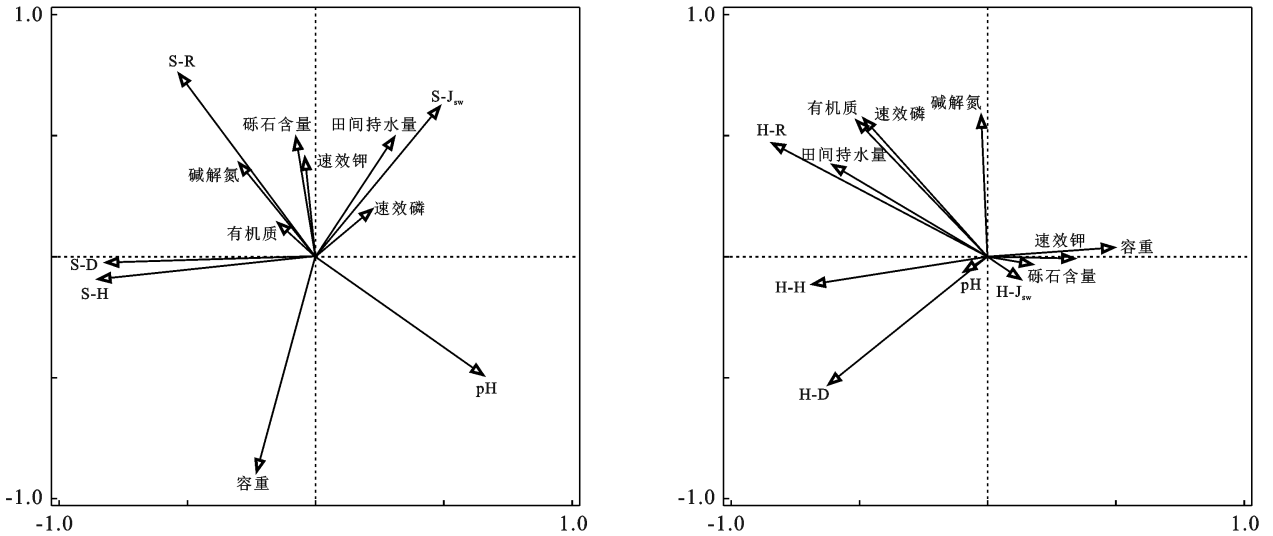 1.0
S-R
S-Jsw
砾石含量
田间持水量
速效钾
碱解氮
速效磷
有机质
S-D
S-H
pH
容重
-1.0
-1.0
1.0
1.0
有机质
速效磷
碱解氮
H-R
田间持水量
速效钾
容重
pH
砾石含量
H-H
H-Jsw
H-D
-1.0
-1.0
1.0